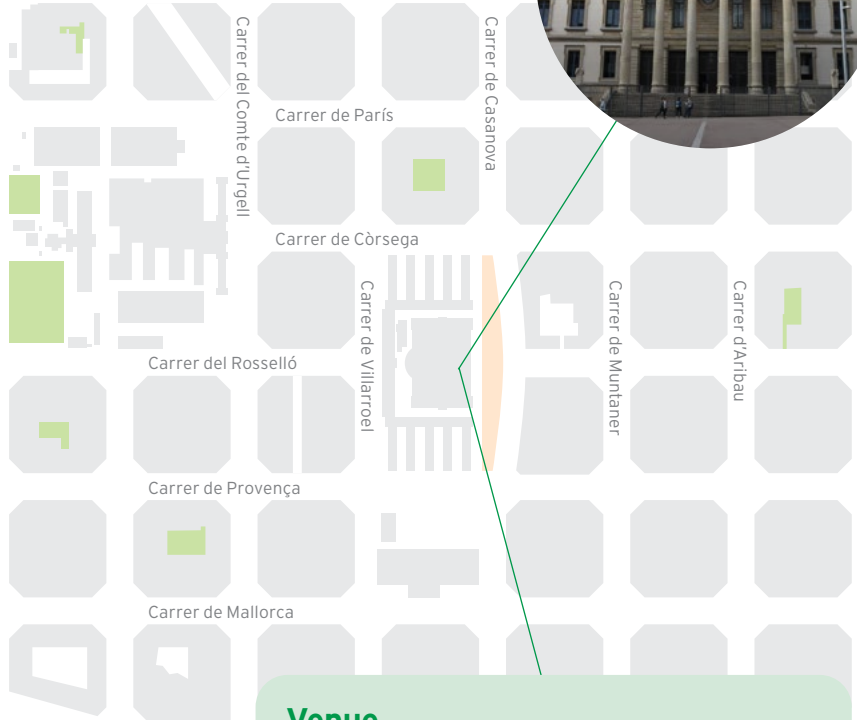 Carrer del Comte d'Urgell
Carrer de Casanova
Carrer de París
Carrer de Còrsega
Carrer de Villarroel
Carrer de Muntaner
Carrer d'Aribau
Carrer del Rosselló
Carrer de Provença
Carrer de Mallorca
Venue